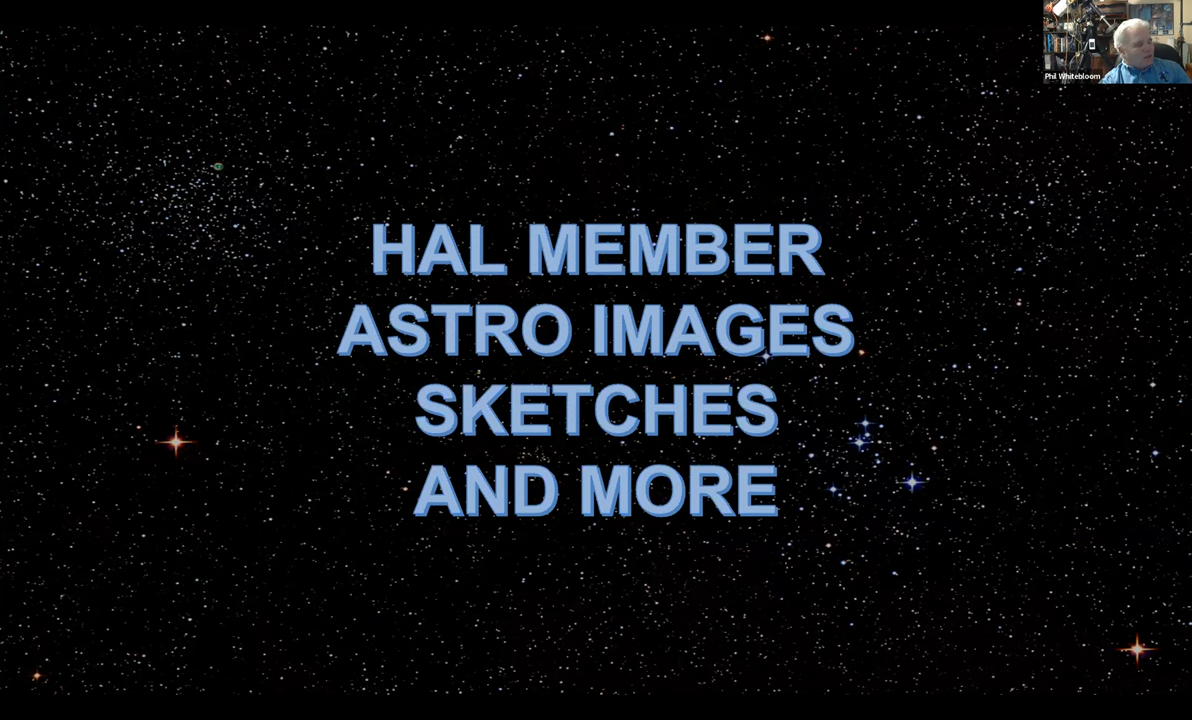 Phil Whitebloom
HAL MEMBER
ASTRO IMAGES
SKETCHES
AND MORE